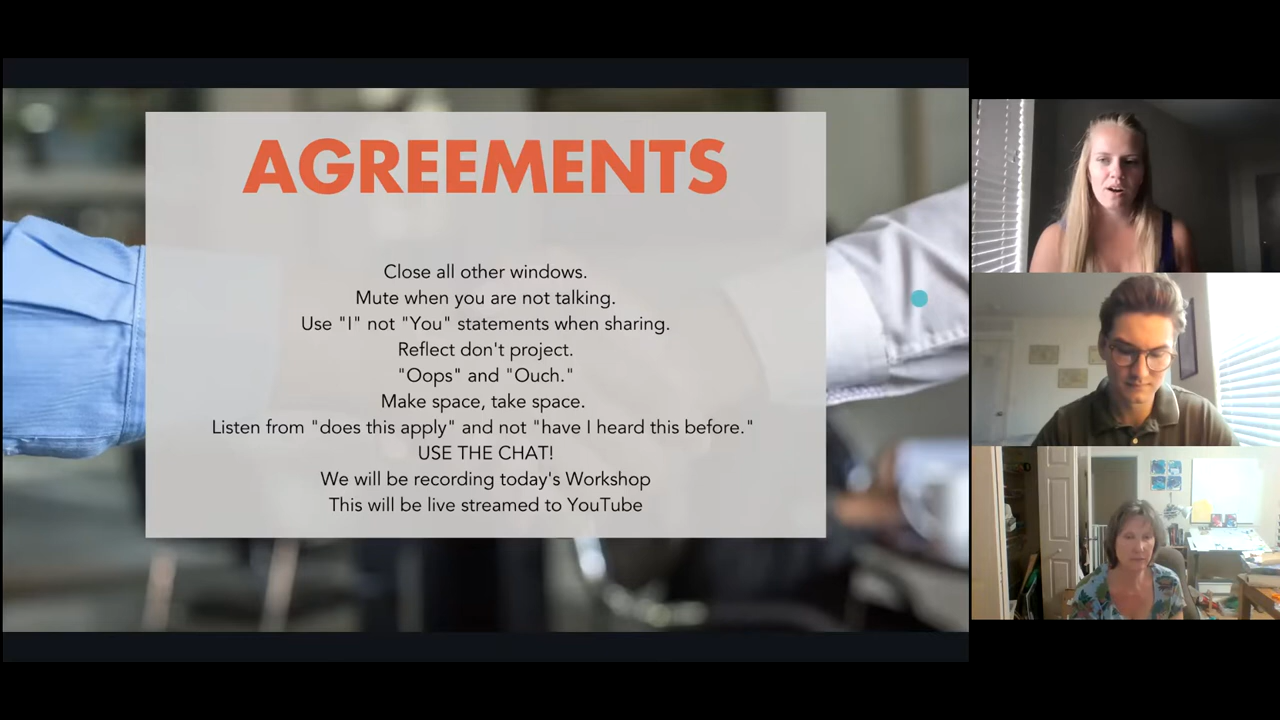 AGREEMENTS
Close all other windows.
Mute when you are not talking.
Use "I" not "You" statements when sharing.
Reflect don't project.
"Oops" and "Ouch."
Make space, take space.
Listen from "does this apply" and not "have I heard this before."
USE THE CHAT!
We will be recording today's Workshop
This will be live streamed to YouTube